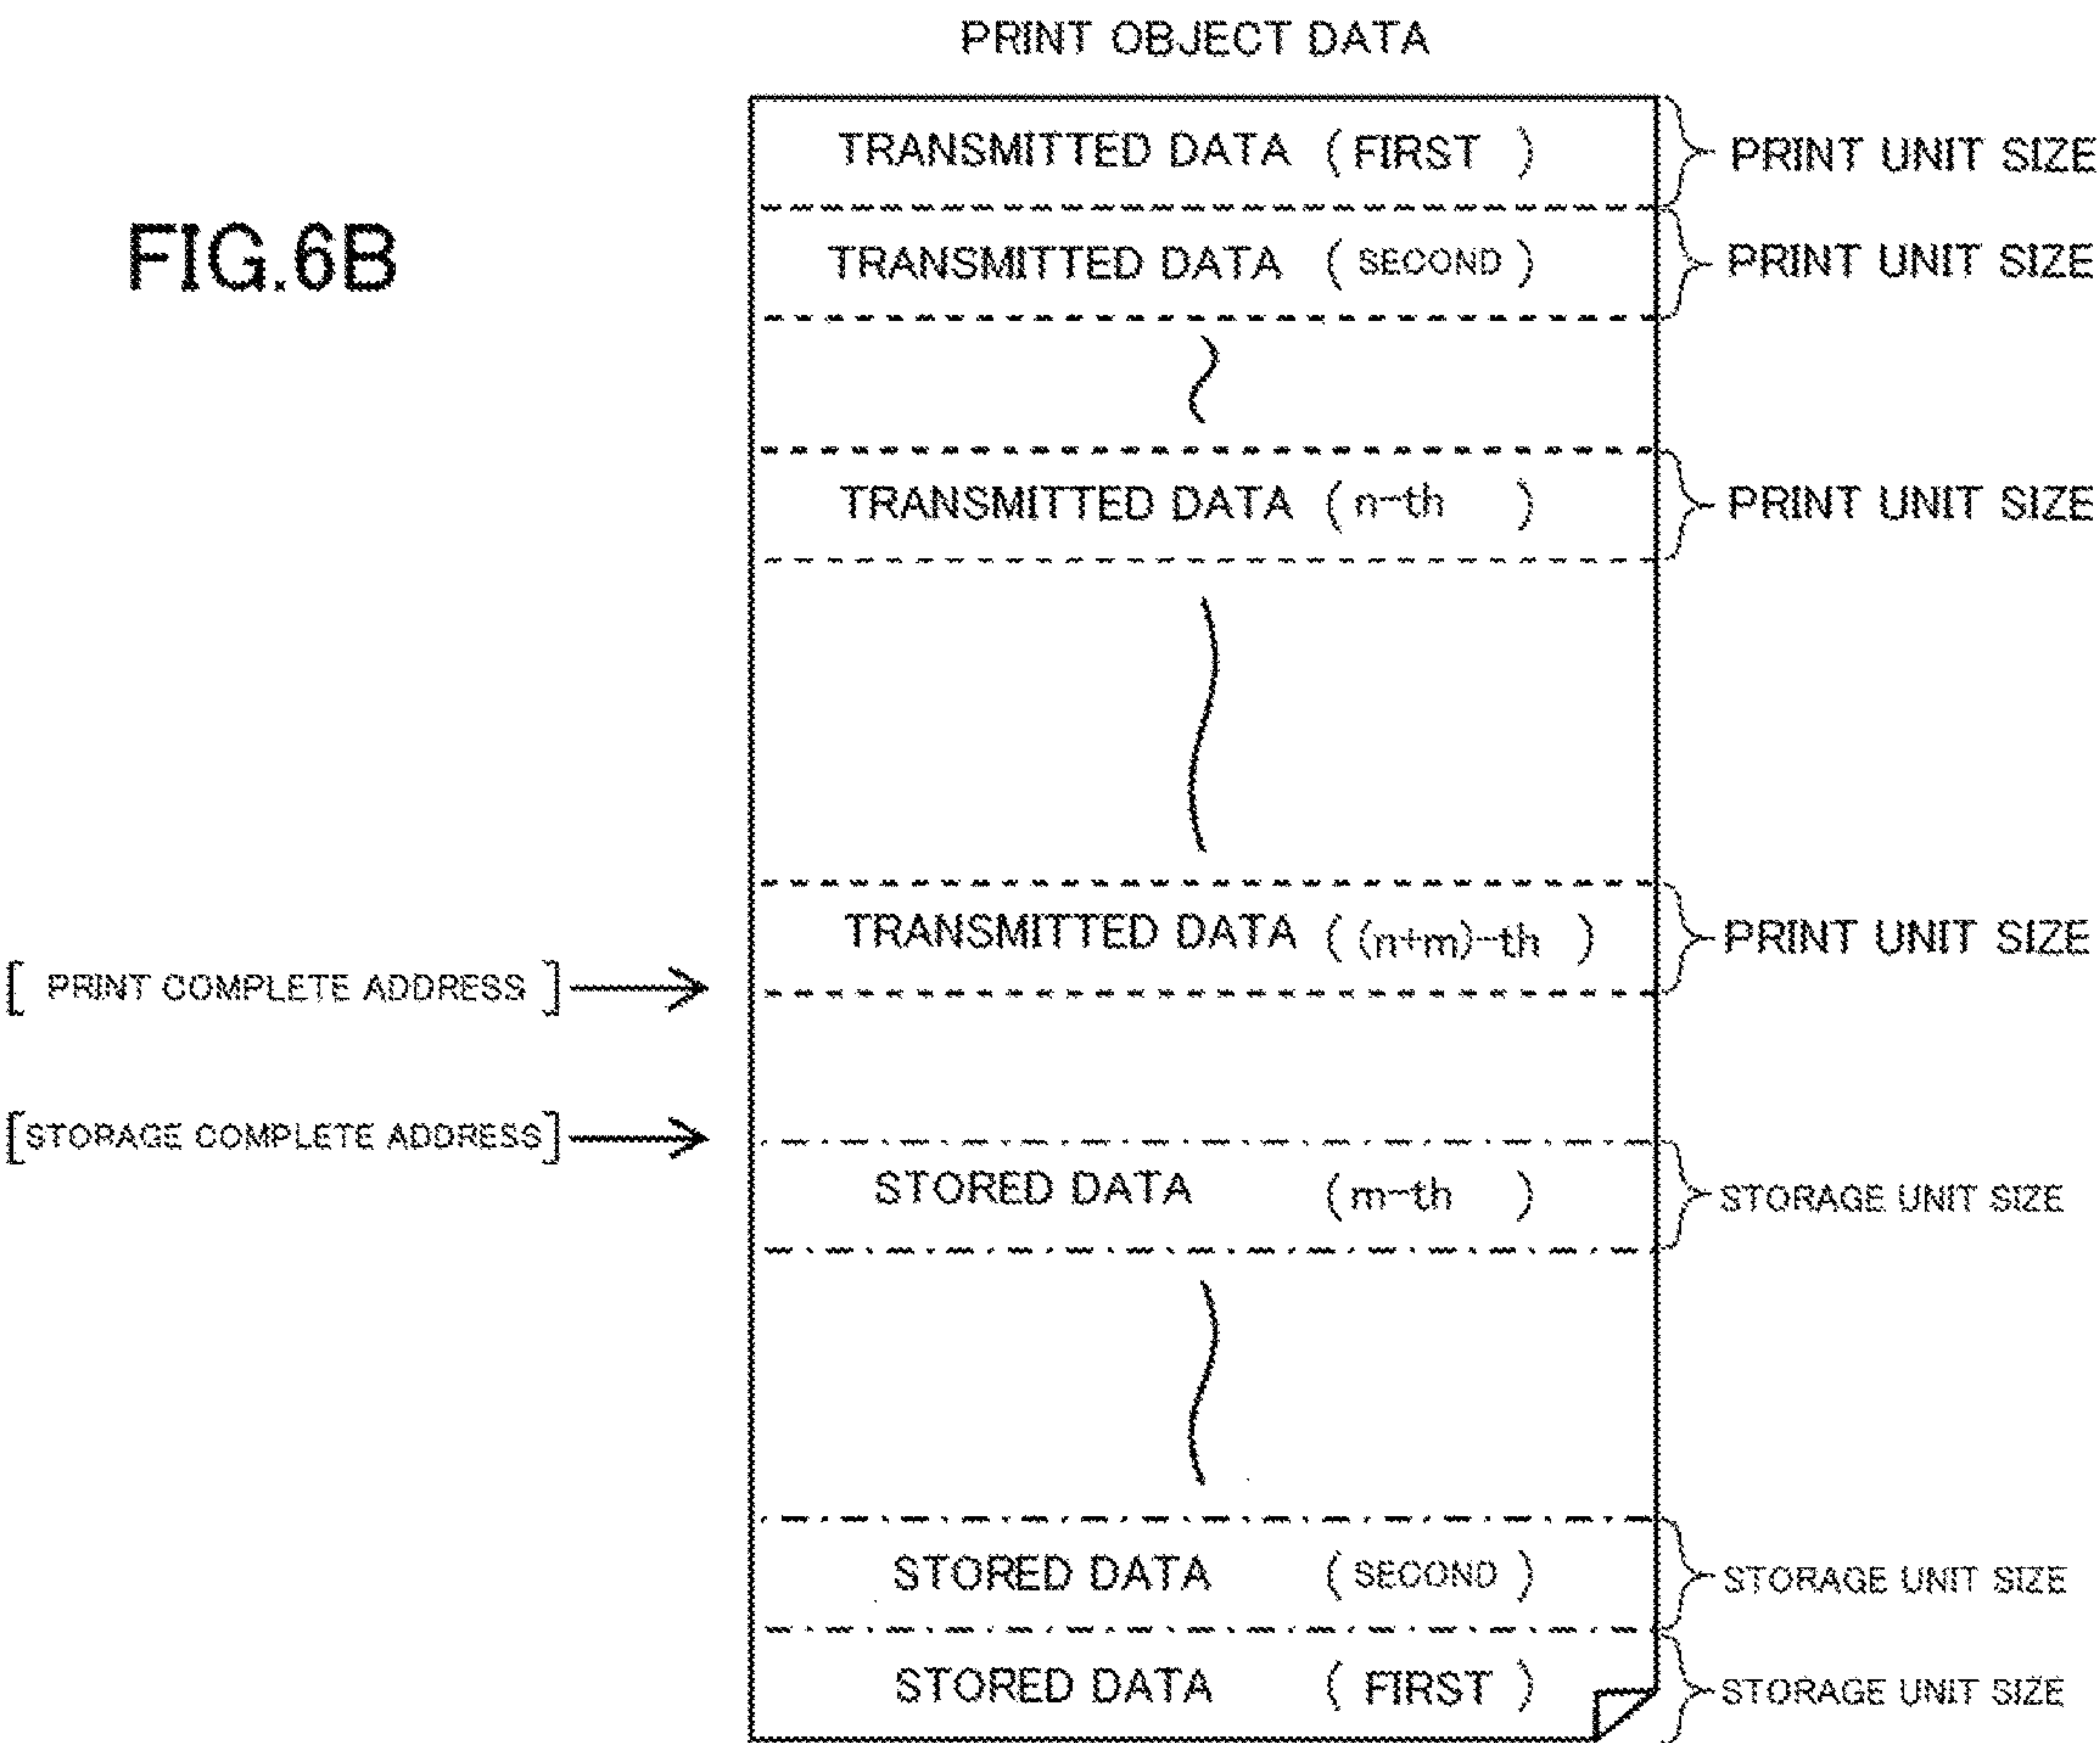 PRINT OBJECT DATA
TRANSMITTED DATA (FIRST) PRINT UNIT SIZE
FIG.6B
TRANSMITTED DATA (SECOND) PRINT UNIT SIZE
TRANSMITTED DATA (n-th) PRINT UNIT SIZE
TRANSMITTED DATA ((n+m)-th) PRINT UNIT SIZE
[PRINT COMPLETE ADDRESS]
[STORAGE COMPLETE ADDRESS]
STORED DATA (m-th) STORAGE UNIT SIZE
STORED DATA (SECOND) STORAGE UNIT SIZE
STORED DATA (FIRST) STORAGE UNIT SIZE